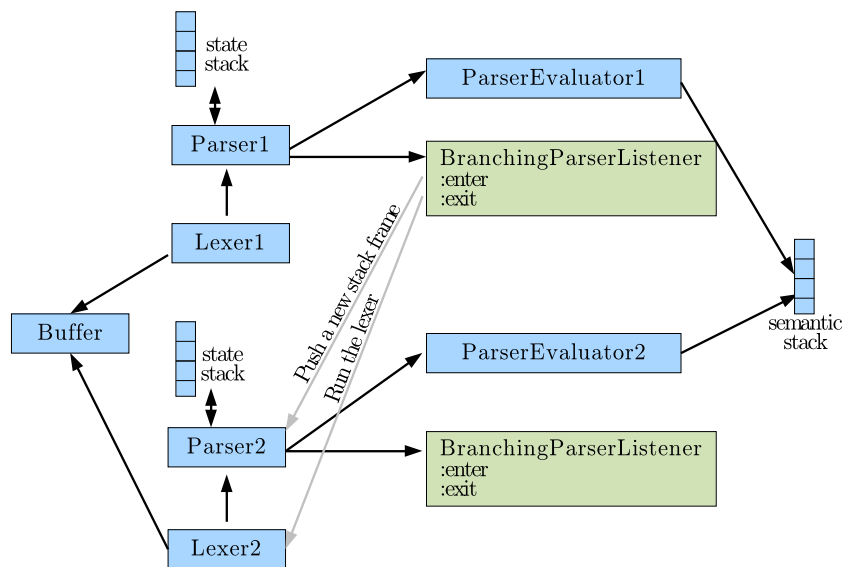 state
stack
ParserEvaluator1
Parser1
BranchingParserListener
:enter
:exit
Lexer1
Push a new stack frame
Run the lexer
Buffer
semantic
stack
state
stack
ParserEvaluator2
Parser2
BranchingParserListener
:enter
:exit
Lexer2